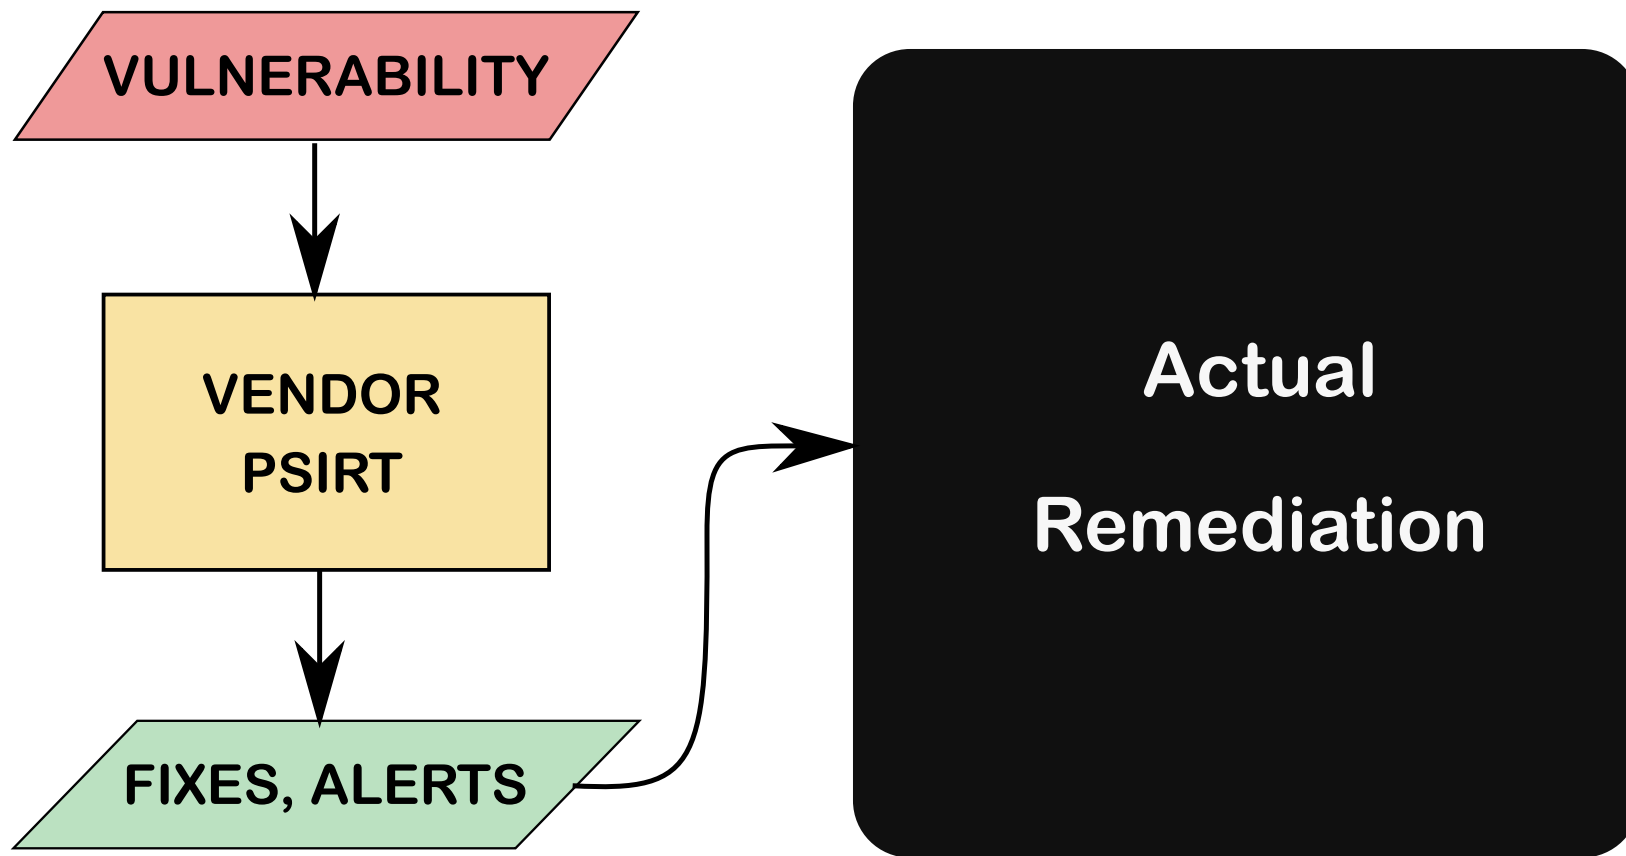 VULNERABILITY
VENDOR
PSIRT
FIXES, ALERTS
Actual
Remediation